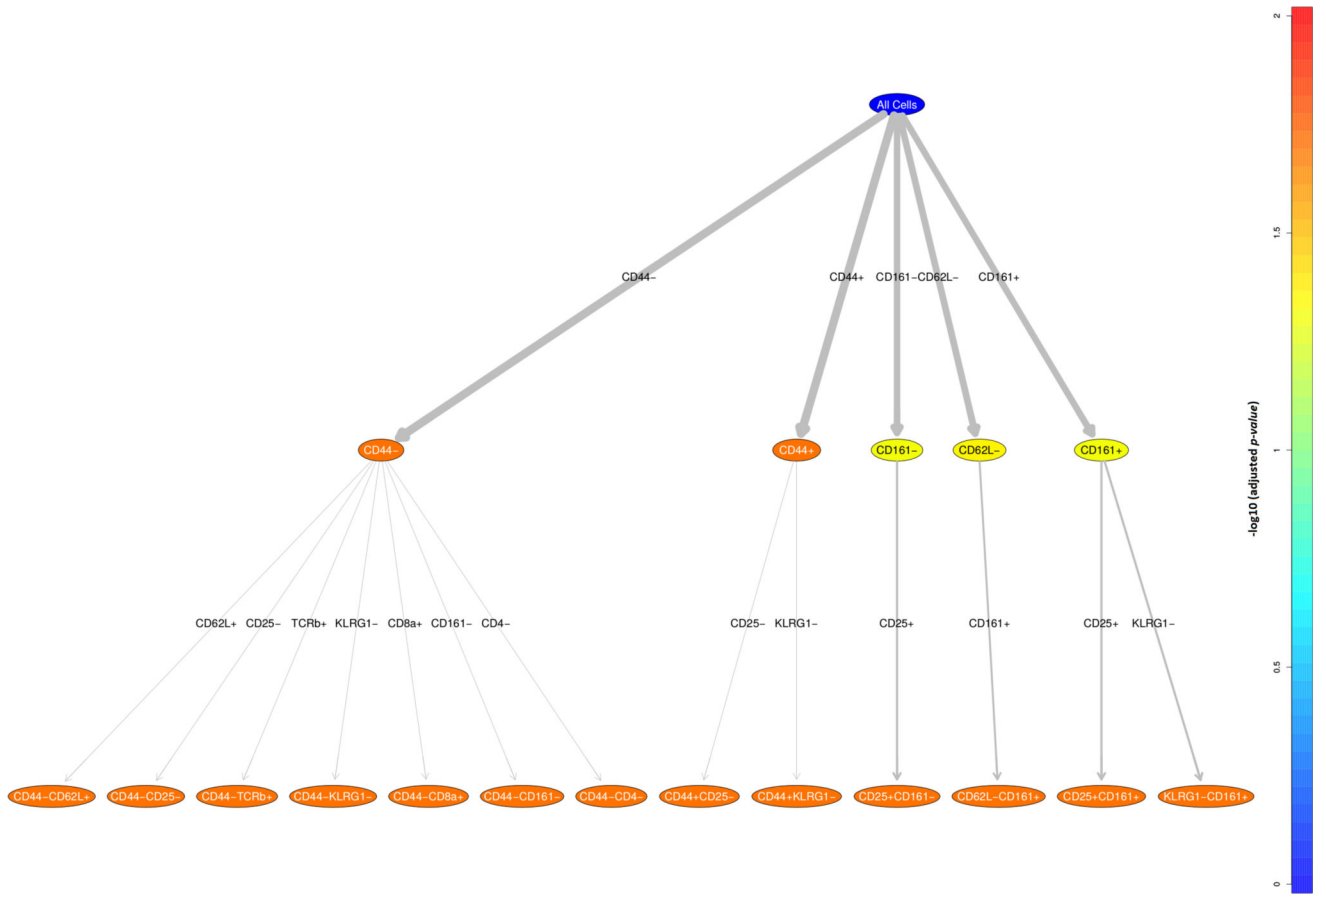 All Cells
CD44−
CD44+
CD161−
CD62L−
CD161+
CD44−
CD44+
CD161−
CD62L−
CD161+
CD62L+
CD25−
TCRb+
KLRG1−
CD8a+
CD161−
CD4−
CD25−
KLRG1−
CD25+
CD161+
CD25+
KLRG1−
CD44−CD62L+
CD44−CD25−
CD44−TCRb+
CD44−KLRG1−
CD44−CD8a+
CD44−CD161−
CD44−CD4−
CD44+CD25−
CD44+KLRG1−
CD25+CD161−
CD62L−CD161+
CD25+CD161+
KLRG1−CD161+
2
1.5
1
0.5
0
-log10 (adjusted p-value)